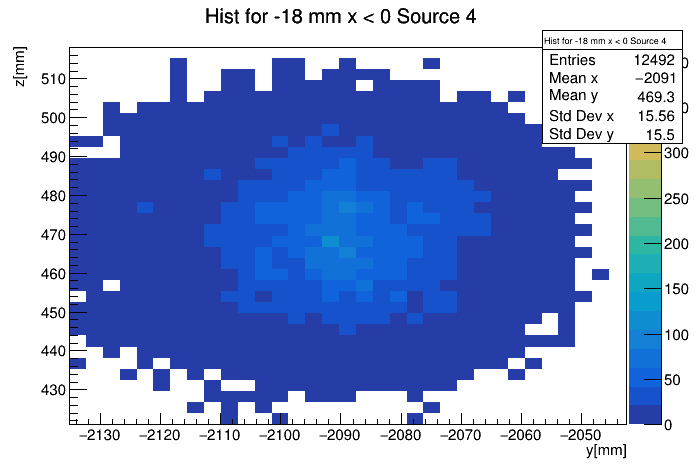 Hist for -18 mm x < 0 Source 4
z[mm]
Hist for -18 mm x < 0 Source 4
Entries 12492
Mean x −2091
Mean y 469.3
Std Dev x 15.56
Std Dev y 15.5
510
500
490
480
470
460
450
440
430
0
300
250
200
150
100
50
0
−2130 −2120 −2110 −2100 −2090 −2080 −2070 −2060 −2050
y[mm]